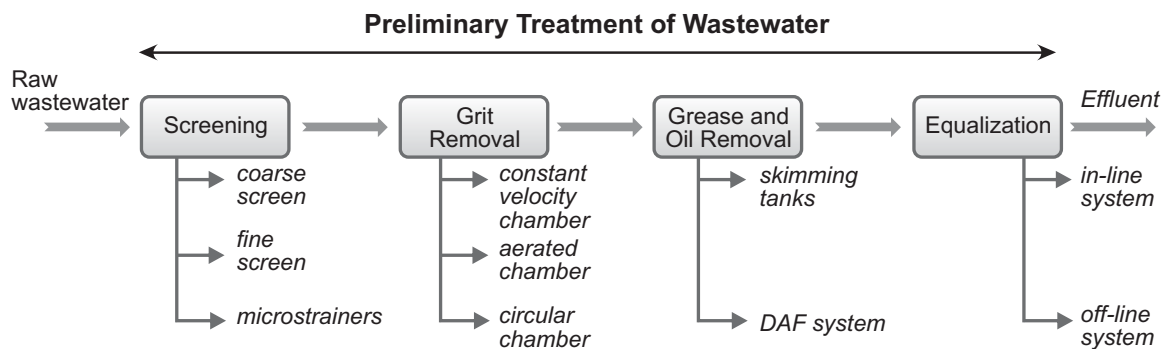 Preliminary Treatment of Wastewater
Raw
wastewater
Screening
Grit
Removal
Grease and
Oil Removal
Equalization
Effluent
coarse
screen
fine
screen
microstrainers
constant
velocity
chamber
aerated
chamber
circular
chamber
skimming
tanks
DAF system
in-line
system
off-line
system